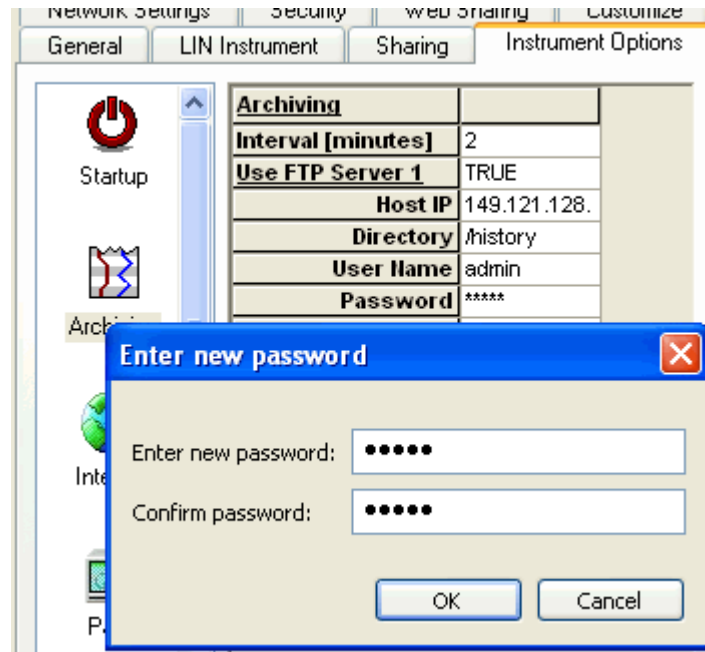 Network Settings Security Web Sharing Customize
General LIN Instrument Sharing Instrument Options
Archiving
Interval [minutes] 2
Startup
Use FTP Server 1 TRUE
Host IP 149.121.128.
Directory /history
User Name admin
Password *****
Enter new password
Enter new password: •••••
Confirm password: •••••
OK Cancel